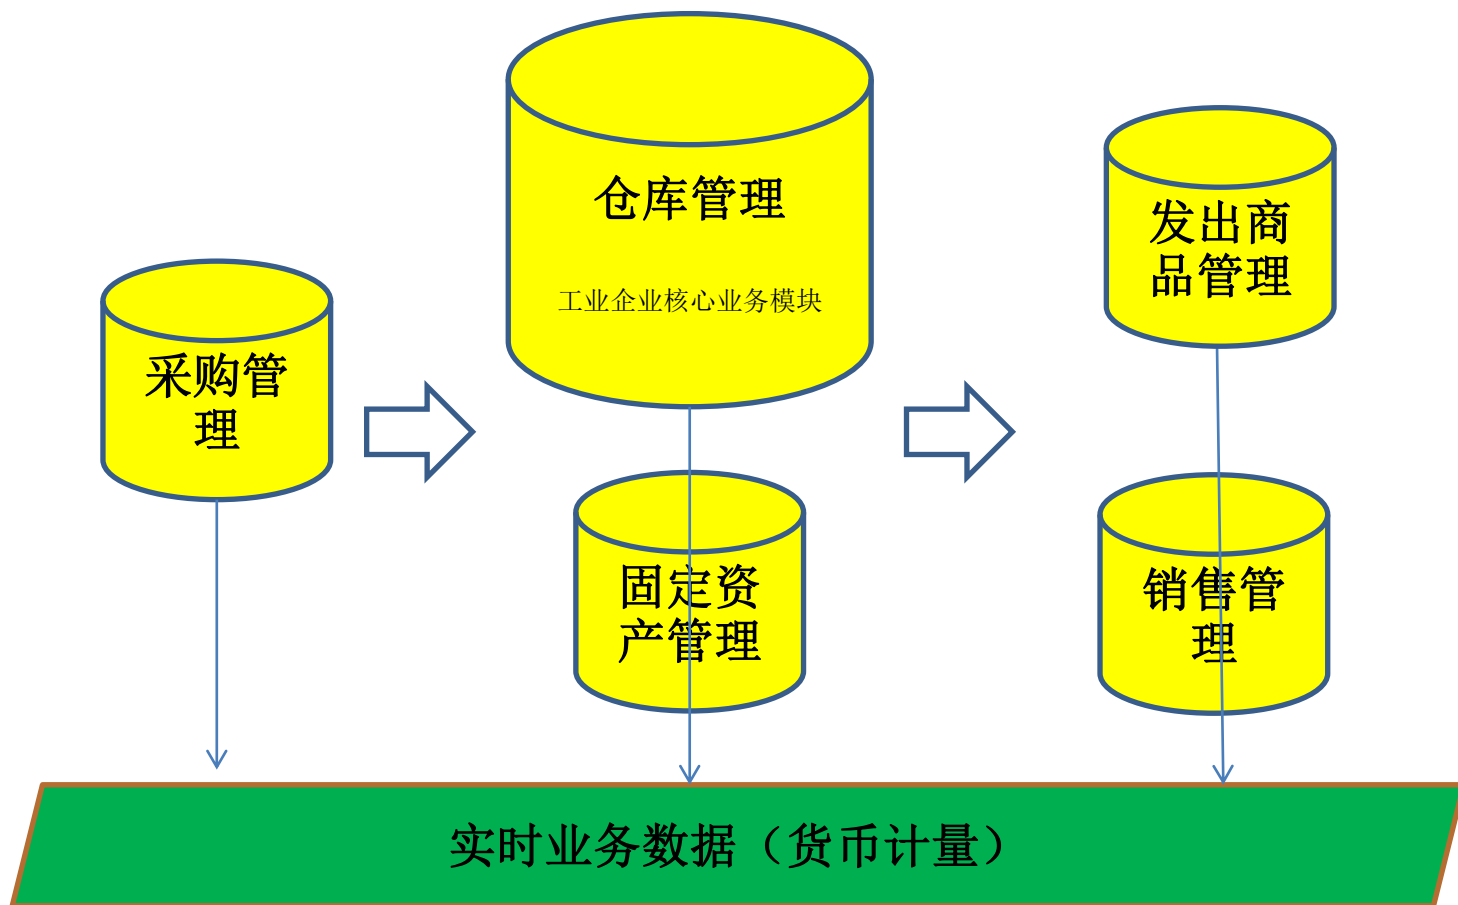 采购管
理
仓库管理
工业企业核心业务模块
固定资
产管理
发出商
品管理
销售管
理
实时业务数据（货币计量）